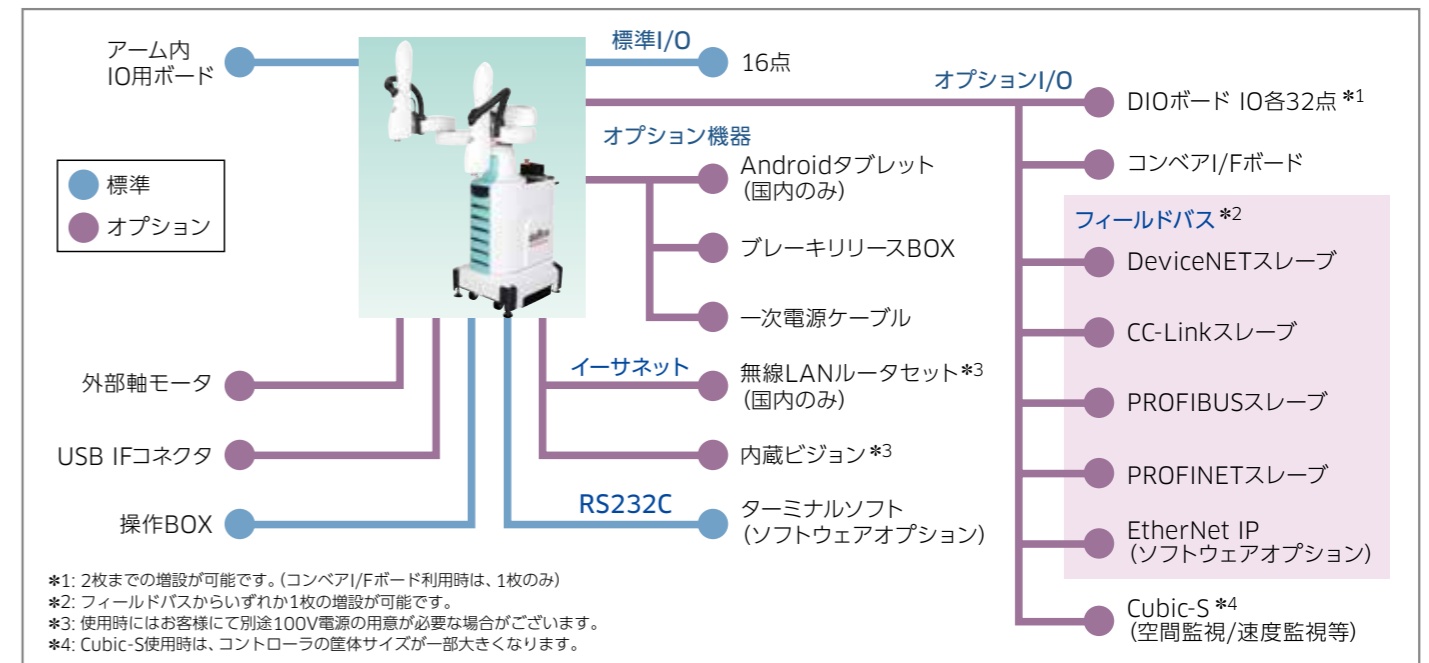 アーム内
IO用ボード
標準I/O
16点
標準
オプション
オプションI/O
DIOボード IO各32点 *1
コンベアI/Fボード
オプション機器
Androidタブレット
(国内のみ)
ブレーキリリースBOX
一次電源ケーブル
フィールドバス *2
DeviceNETスレーブ
CC-Linkスレーブ
PROFIBUSスレーブ
PROFINETスレーブ
EtherNet IP
(ソフトウェアオプション)
Cubic-S *4
(空間監視/速度監視等)
外部軸モータ
USB IFコネクタ
操作BOX
イーサネット
無線LANルータセット*3
(国内のみ)
内蔵ビジョン *3
RS232C
ターミナルソフト
(ソフトウェアオプション)
*1: 2枚までの増設が可能です。(コンベアI/Fボード利用時は、1枚のみ)
*2: フィールドバスからいずれか1枚の増設が可能です。
*3: 使用時にはお客様にて別途100V電源の用意が必要な場合がございます。
*4: Cubic-S使用時は、コントローラの筐体サイズが一部大きくなります。